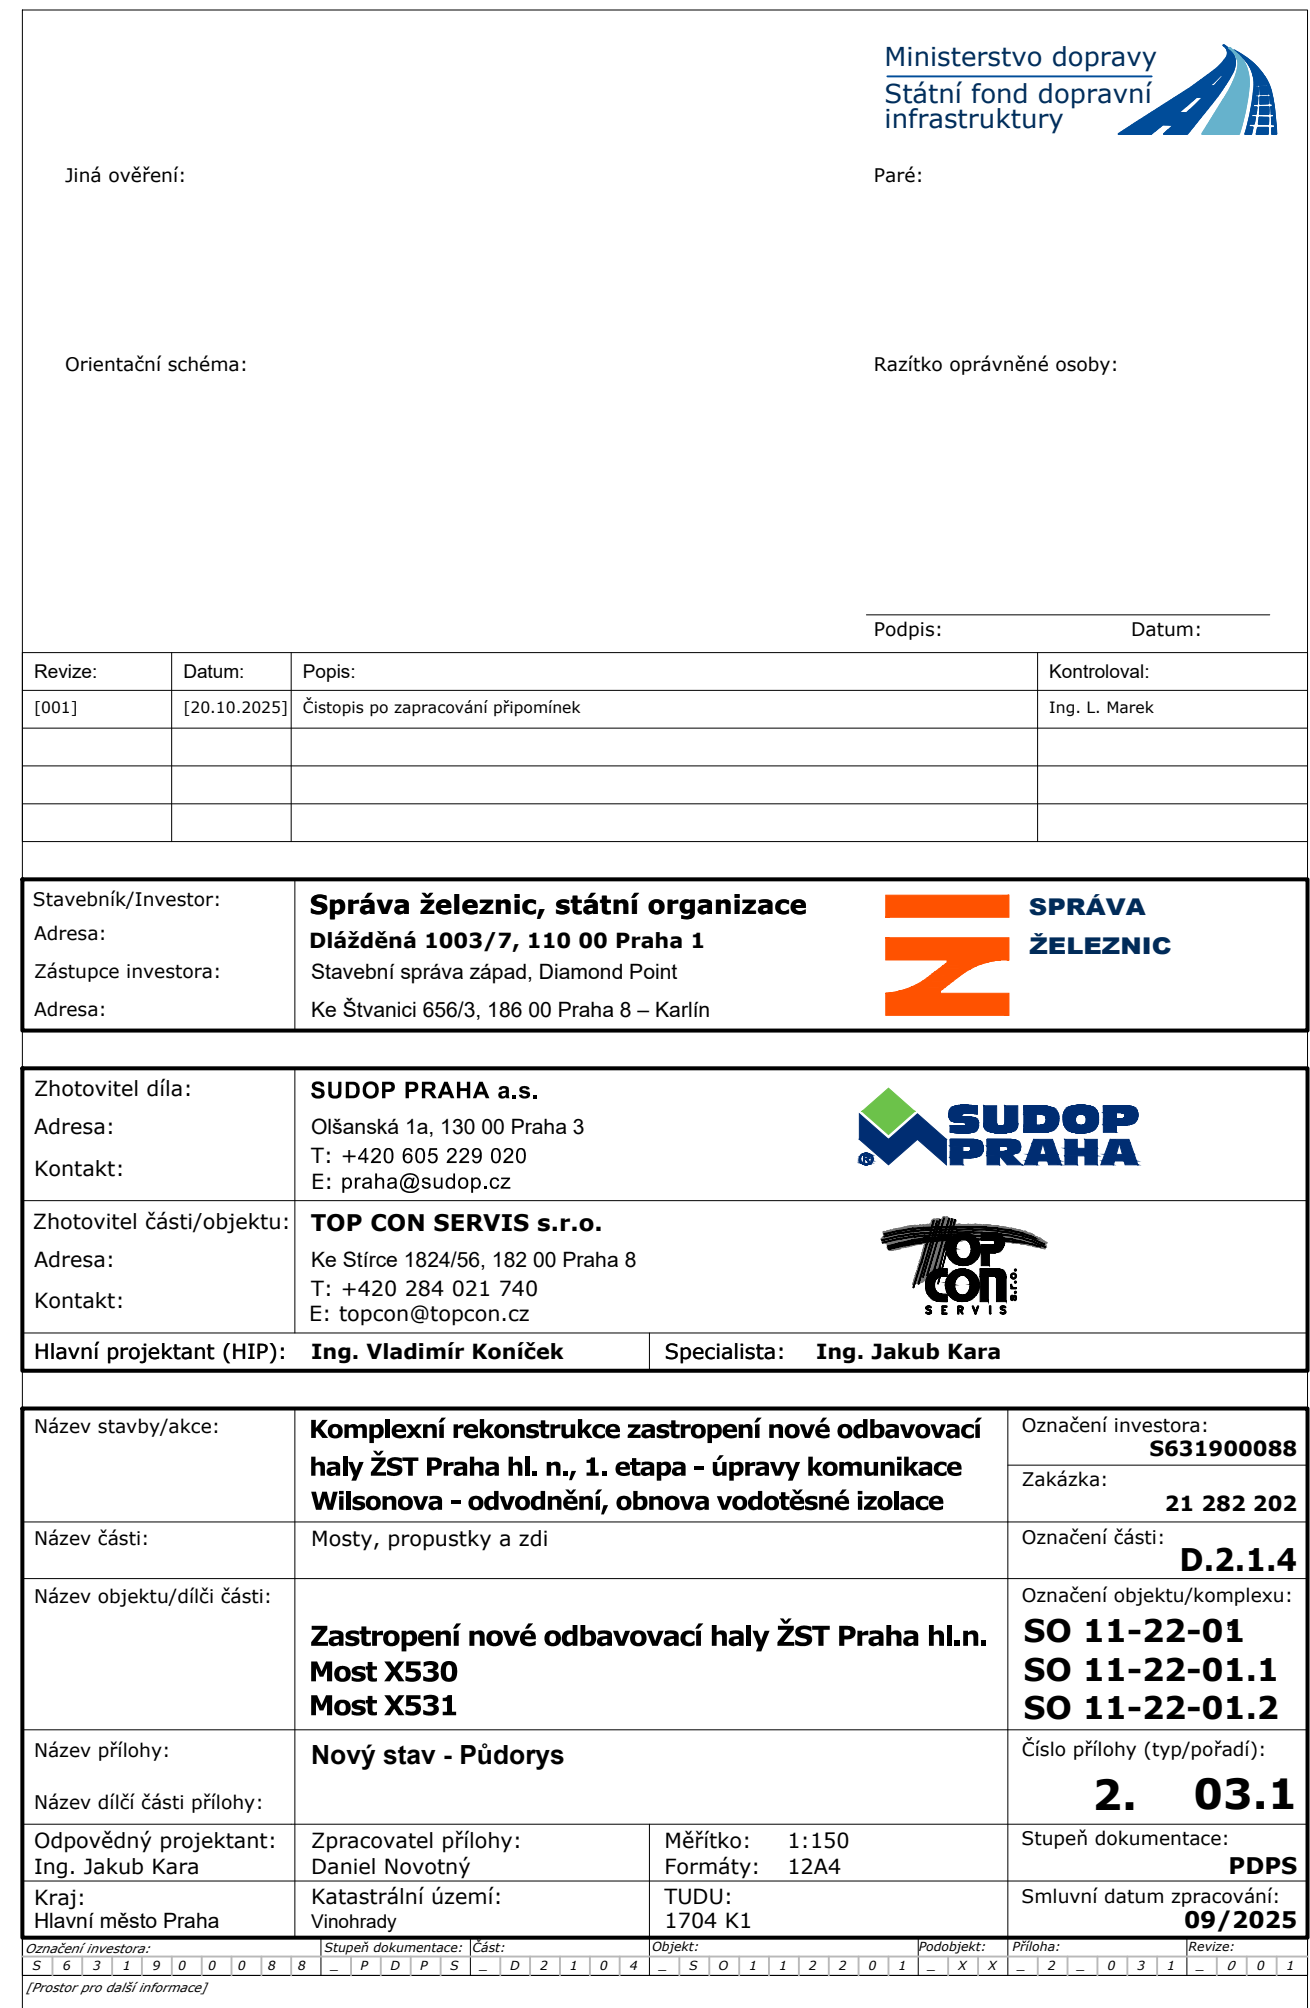 Ministerstvo dopravy
Státní fond dopravní
infrastruktury
Jiná ověření:
Paré:
Orientační schéma:
Razítko oprávněné osoby:
Podpis: Datum:
Revize: Datum: Popis: Kontroloval:
[001] [20.10.2025] Čistopis po zapracování připomínek Ing. L. Marek
Stavebník/Investor: Správa železnic, státní organizace
Adresa: Dlážděná 1003/7, 110 00 Praha 1
Zástupce investora: Stavební správa západ, Diamond Point
Adresa: Ke Štvanici 656/3, 186 00 Praha 8 – Karlín
SPRÁVA
ŽELEZNIC
Zhotovitel díla: SUDOP PRAHA a.s.
Adresa: Olšanská 1a, 130 00 Praha 3
Kontakt: T: +420 605 229 020
E: praha@sudop.cz
SUDOP
PRAHA
®
Zhotovitel části/objektu: TOP CON SERVIS s.r.o.
Adresa: Ke Stírce 1824/56, 182 00 Praha 8
Kontakt: T: +420 284 021 740
E: topcon@topcon.cz
TOP
CON s.r.o.
SERVIS
Hlavní projektant (HIP): Ing. Vladimír Koníček Specialista: Ing. Jakub Kara
Název stavby/akce: Komplexní rekonstrukce zastropení nové odbavovací
haly ŽST Praha hl. n., 1. etapa - úpravy komunikace
Wilsonova - odvodnění, obnova vodotěsné izolace
Označení investora:
S631900088
Zakázka:
21 282 202
Název části: Mosty, propustky a zdi
Označení části:
D.2.1.4
Název objektu/dílči části:
Zastropení nové odbavovací haly ŽST Praha hl.n.
Most X530
Most X531
Označení objektu/komplexu:
SO 11-22-01
SO 11-22-01.1
SO 11-22-01.2
Název přílohy: Nový stav - Půdorys
Název dílčí části přílohy:
Číslo přílohy (typ/pořadí):
2. 03.1
Odpovědný projektant: Zpracovatel přílohy: Měřítko: 1:150 Stupeň dokumentace:
Ing. Jakub Kara Daniel Novotný Formáty: 12A4 PDPS
Kraj: Katastrální území: TUDU: Smluvní datum zpracování:
Hlavní město Praha Vinohrady 1704 K1 09/2025
Označení investora: Stupeň dokumentace: Část: Objekt: Podobjekt: Příloha: Revize:
S 6 3 1 9 0 0 0 8 8 _ P D P S _ D 2 1 0 4 _ S O 1 1 2 2 0 1 _ X X _ 2 _ 0 3 1 _ 0 0 1
[Prostor pro další informace]